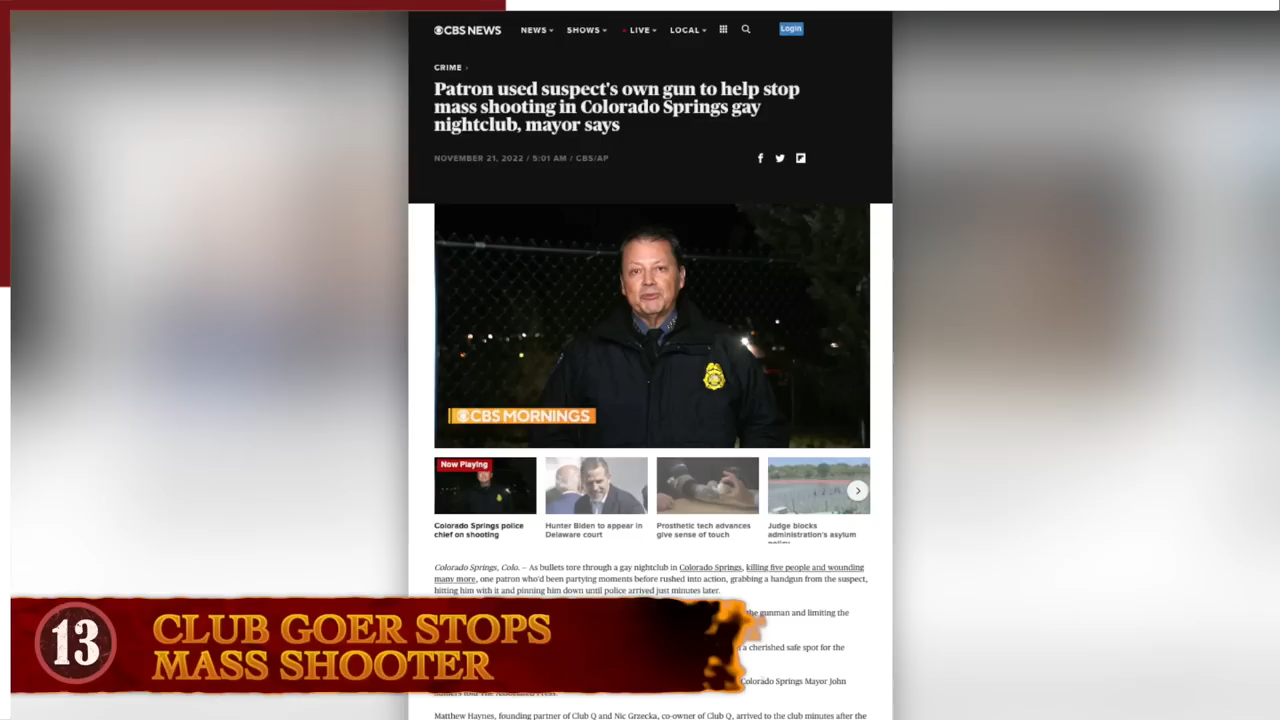 CBS NEWS NEWS SHOWS LIVE LOCAL Login
CRIME
Patron used suspect's own gun to help stop
mass shooting in Colorado Springs gay
nightclub, mayor says
NOVEMBER 21, 2022 / 5:01 AM / CBS/AP
CBS MORNINGS
Now Playing
Colorado Springs police
chief on shooting
Hunter Biden to appear in
Delaware court
Prosthetic tech advances
give sense of touch
Judge blocks
administration's asylum
policy
Colorado Springs, Colo. — As bullets tore through a gay nightclub in Colorado Springs, killing five people and wounding
many more, one patron who'd been partying moments before rushed into action, grabbing a handgun from the suspect,
hitting him with it and pinning him down until police arrived just minutes later.
the gunman and limiting the
a cherished safe spot for the
Colorado Springs Mayor John
told The Associated Press.
Matthew Haynes, founding partner of Club Q and Nic Grzecka, co-owner of Club Q, arrived to the club minutes after the
13
CLUB GOER STOPS
MASS SHOOTER